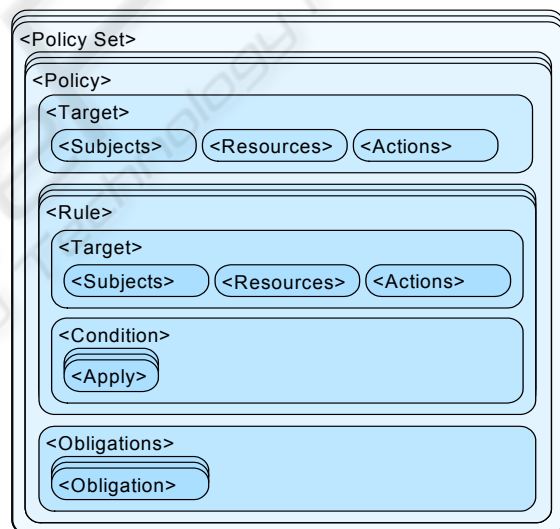 <Policy Set>
<Policy>
<Target>
<Subjects> <Resources> <Actions>
<Rule>
<Target>
<Subjects> <Resources> <Actions>
<Condition>
<Apply>
<Obligations>
<Obligation>